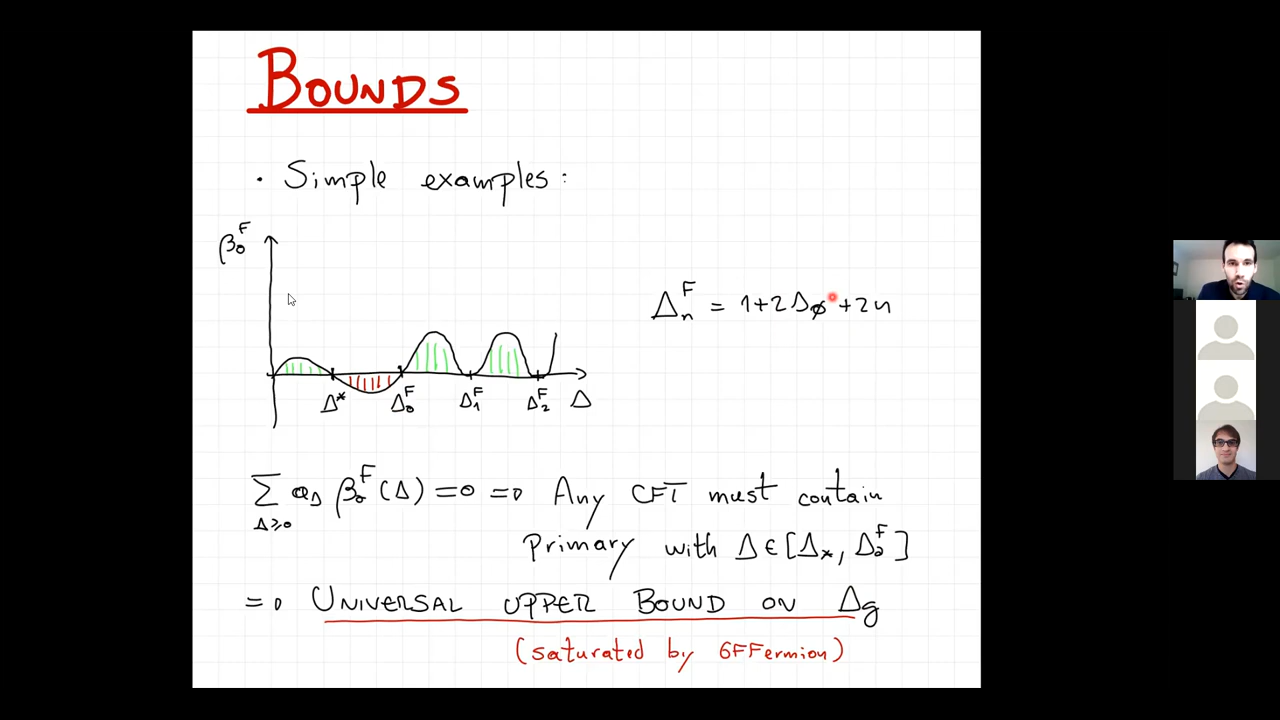 BOUNDS
· Simple examples:
β₀^F
Δₙ^F = 1+2Δϕ+2n
Δ* Δ₀^F Δ₁^F Δ₂^F Δ
∑_{Δ≥0} a_Δ β₀^F(Δ)=0 ⇒ Any CFT must contain
primary with Δ∈[Δ*, Δ₀^F]
⇒ UNIVERSAL UPPER BOUND ON Δg
(saturated by GFFermion)